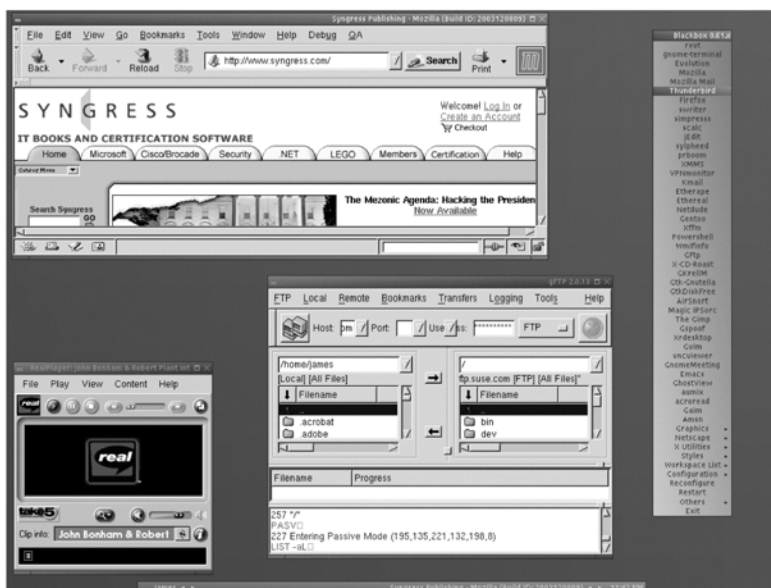 Syngress Publishing - Mozilla {Build ID: 2003120809}
File Edit View Go Bookmarks Tools Window Help Debug QA
Back Forward Reload Stop http://www.syngress.com/ Search Print
SYNGRESS
Welcome! Log In or
Create an Account
Checkout
IT BOOKS AND CERTIFICATION SOFTWARE
Home Microsoft Cisco/Brocade Security .NET LEGO Members Certification Help
Search Syngress
GO
The Mezonic Agenda: Hacking the Presiden
Now Available
Blackbox 0.61
root
gnome-terminal
Evolution
Mozilla
Mozilla Mail
Thunderbird
Firefox
swriter
simpress
scalc
jEdit
sylpheed
prboom
XMMS
VPNmonitor
Kmail
Etherape
Ethereal
Netdude
Gentoo
Xffm
Powershell
Wmifinfo
GFtp
X-CD-Roast
GKrellM
Gtk-Gnutella
GtkDiskFree
AirSnort
Magic IPSorc
The Gimp
Gspoof
Xrdesktop
Gvim
vncviewer
GnomeMeeting
Emacs
GhostView
aumix
acroread
Gaim
Amsn
Graphics
Netscape
X Utilities
Styles
Workspace List
Configuration
Reconfigure
Restart
Others
Exit
gFTP 2.0.13
FTP Local Remote Bookmarks Transfers Logging Tools Help
Host: om Port: Use ss: ********** FTP
/home/james
[Local] [All Files]
Filename
..
.acrobat
.adobe
/
ftp.suse.com [FTP] [All Files]*
Filename
..
bin
dev
Filename Progress
257 "/"
PASV
227 Entering Passive Mode (195,135,221,132,198,8)
LIST -aL
RealPlayer: John Bonham & Robert Plant int
File Play View Content Help
real
real
take5
Clip info: John Bonham & Robert
Syngress Publishing - Mozilla {Build ID: 2003120809}